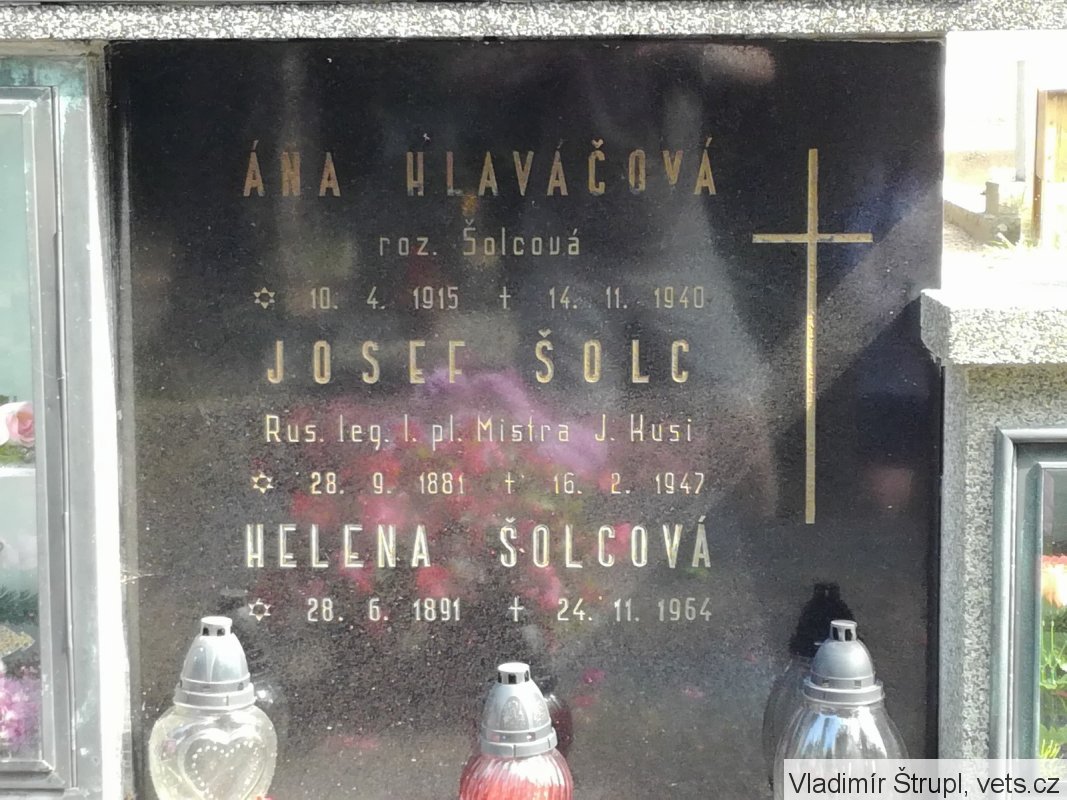 ÁNA HLAVÁČOVÁ
roz. Šolcová
✡ 10. 4. 1915 † 14. 11. 1940
JOSEF ŠOLC
Rus. leg. 1. pl. Mistra J. Husi
✡ 28. 9. 1881 † 16. 2. 1947
HELENA ŠOLCOVÁ
✡ 28. 6. 1891 † 24. 11. 1964
Vladimír Štrupl, vets.cz